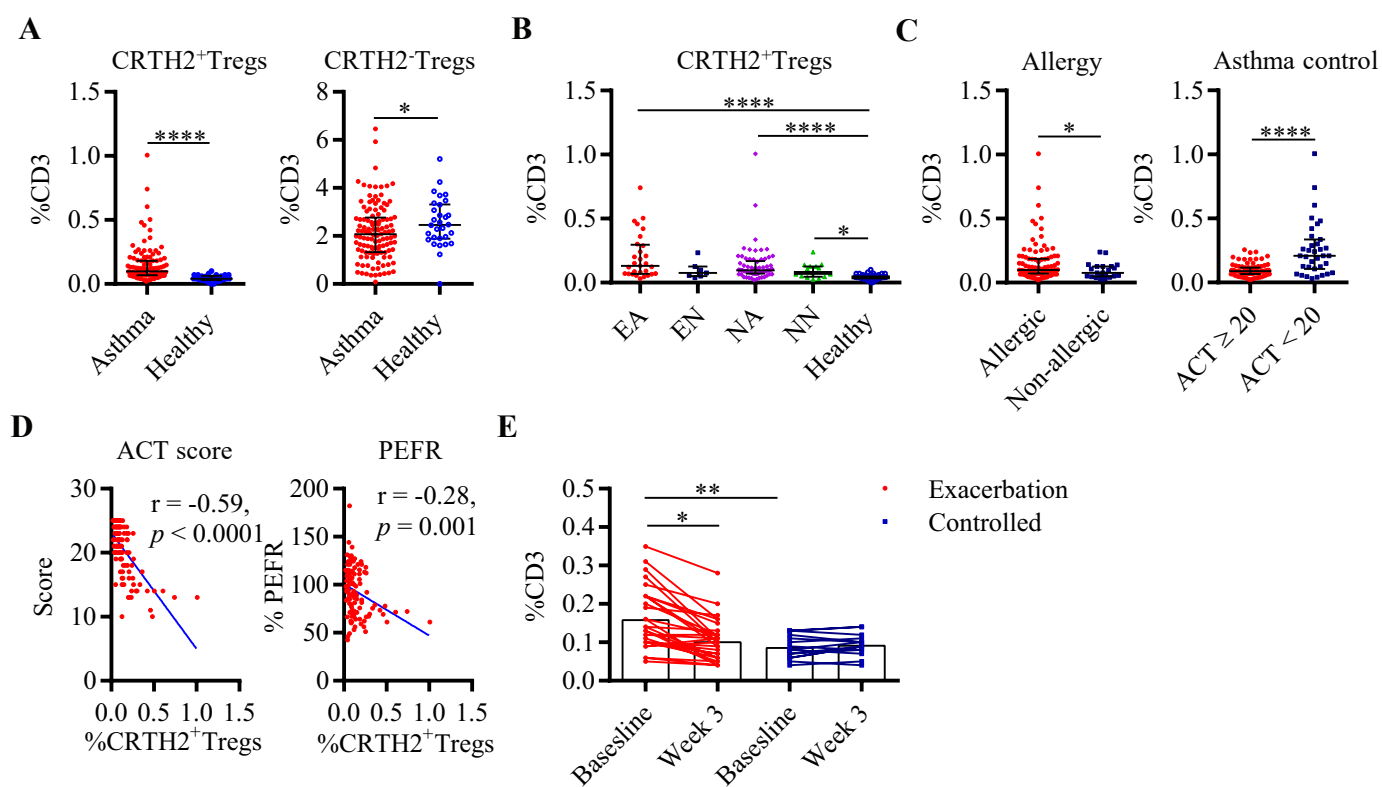 A
CRTH2⁺Tregs
%CD3
1.5
1.0
0.5
0.0
****
Asthma
Healthy
CRTH2⁻Tregs
%CD3
8
6
4
2
0
*
Asthma
Healthy
B
CRTH2⁺Tregs
%CD3
1.5
1.0
0.5
0.0
****
****
*
EA
EN
NA
NN
Healthy
C
Allergy
%CD3
1.5
1.0
0.5
0.0
*
Allergic
Non-allergic
Asthma control
%CD3
1.5
1.0
0.5
0.0
****
ACT ≥ 20
ACT < 20
D
ACT score
r = -0.59,
p < 0.0001
Score
30
20
10
0
0.0 0.5 1.0 1.5
%CRTH2⁺Tregs
PEFR
r = -0.28,
p = 0.001
% PEFR
200
150
100
50
0
0.0 0.5 1.0 1.5
%CRTH2⁺Tregs
E
%CD3
0.5
0.4
0.3
0.2
0.1
0.0
**
*
Basesline
Week 3
Basesline
Week 3
Exacerbation
Controlled